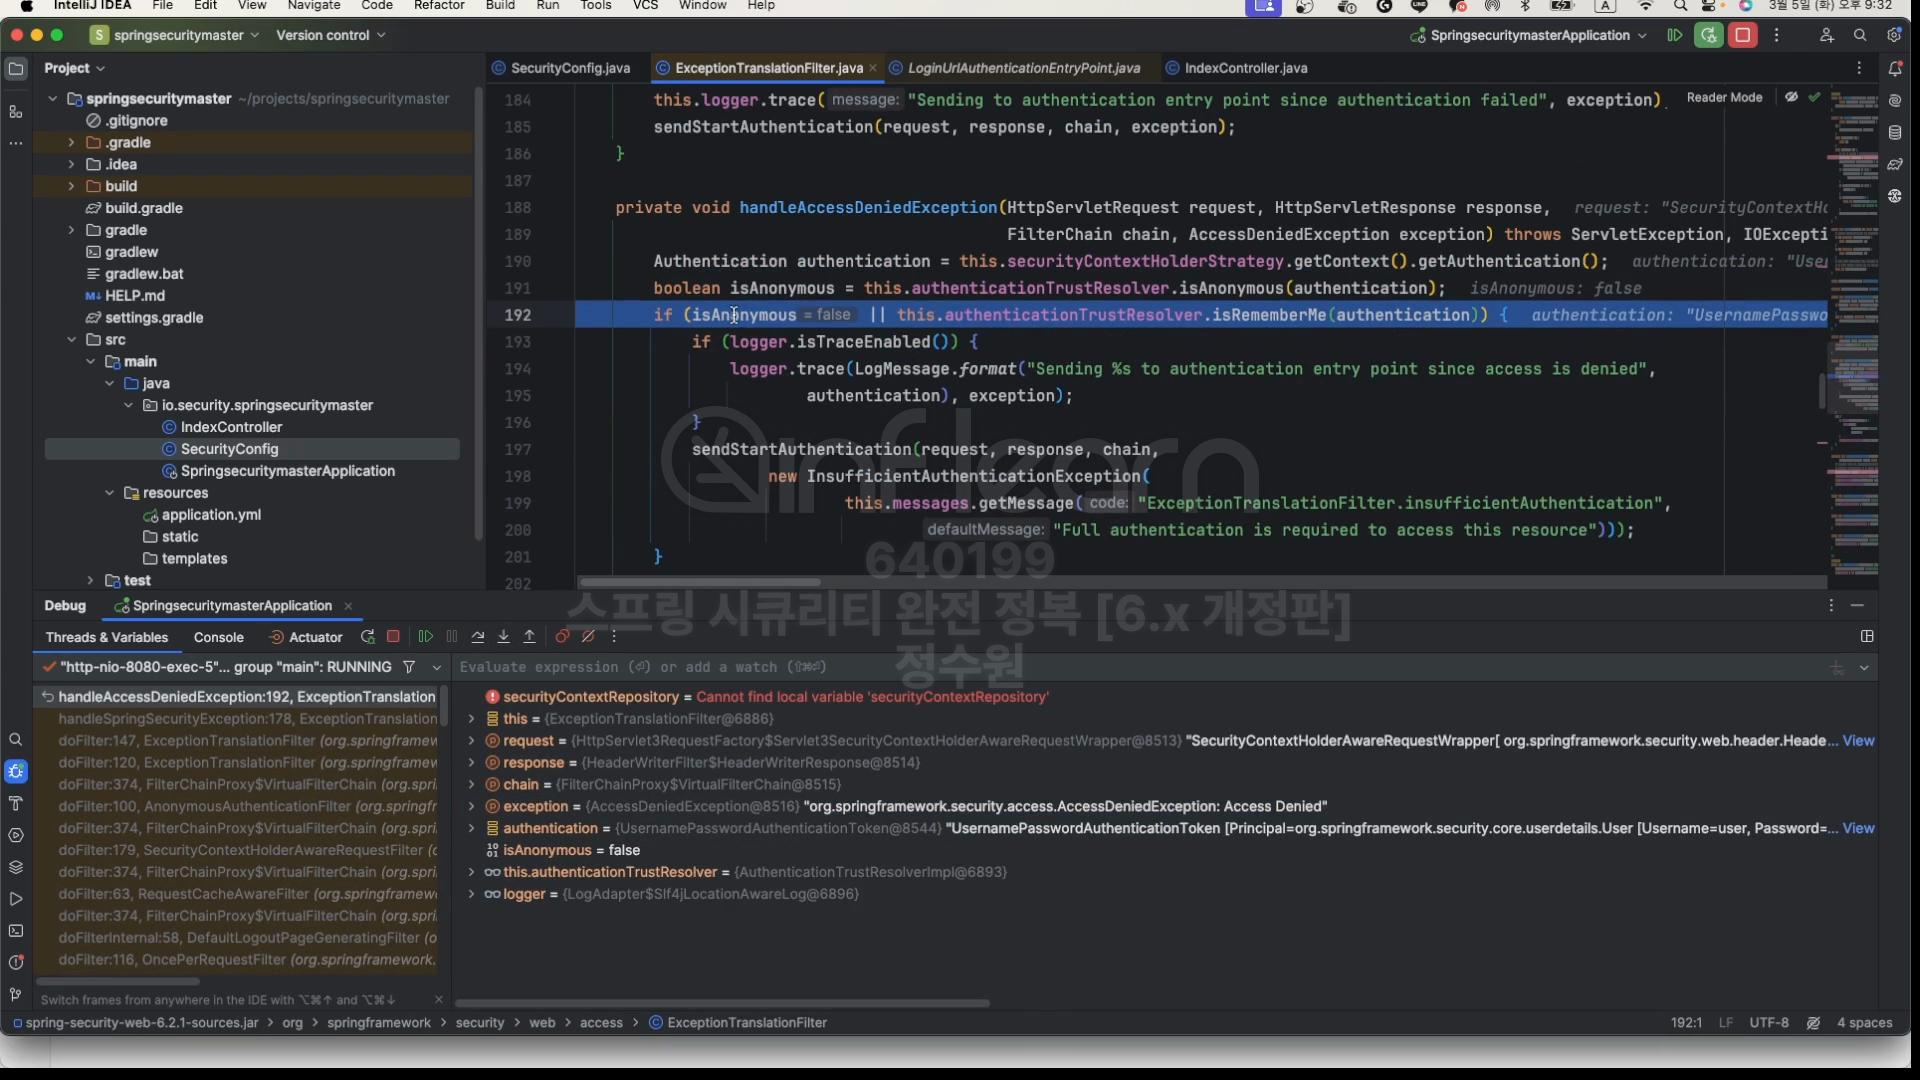 IntelliJ IDEA File Edit View Navigate Code Refactor Build Run Tools VCS Window Help 3월 5일 (화) 오후 9:32
S springsecuritymaster Version control SpringsecuritymasterApplication
Project
SecurityConfig.java ExceptionTranslationFilter.java LoginUrlAuthenticationEntryPoint.java IndexController.java
springsecuritymaster ~/projects/springsecuritymaster
.gitignore
.gradle
.idea
build
build.gradle
gradle
gradlew
gradlew.bat
M↓ HELP.md
settings.gradle
src
main
java
io.security.springsecuritymaster
IndexController
SecurityConfig
SpringsecuritymasterApplication
resources
application.yml
static
templates
test
Reader Mode
184 this.logger.trace( message: "Sending to authentication entry point since authentication failed", exception)
185 sendStartAuthentication(request, response, chain, exception);
186 }
187
188 private void handleAccessDeniedException(HttpServletRequest request, HttpServletResponse response, request: "SecurityContextHo
189 FilterChain chain, AccessDeniedException exception) throws ServletException, IOExcepti
190 Authentication authentication = this.securityContextHolderStrategy.getContext().getAuthentication(); authentication: "User
191 boolean isAnonymous = this.authenticationTrustResolver.isAnonymous(authentication); isAnonymous: false
192 if (isAnonymous = false || this.authenticationTrustResolver.isRememberMe(authentication)) { authentication: "UsernamePasswo
193 if (logger.isTraceEnabled()) {
194 logger.trace(LogMessage.format("Sending %s to authentication entry point since access is denied",
195 authentication), exception);
196 }
197 sendStartAuthentication(request, response, chain,
198 new InsufficientAuthenticationException(
199 this.messages.getMessage( code: "ExceptionTranslationFilter.insufficientAuthentication",
200 defaultMessage: "Full authentication is required to access this resource")));
201 }
202
inflearn
640199
스프링 시큐리티 완전 정복 [6.x 개정판]
정수원
Debug SpringsecuritymasterApplication
Threads & Variables Console Actuator
"http-nio-8080-exec-5"... group "main": RUNNING
Evaluate expression (⏎) or add a watch (⇧⌘⏎)
handleAccessDeniedException:192, ExceptionTranslation
handleSpringSecurityException:178, ExceptionTranslation
doFilter:147, ExceptionTranslationFilter (org.springframew
doFilter:120, ExceptionTranslationFilter (org.springframew
doFilter:374, FilterChainProxy$VirtualFilterChain (org.spri
doFilter:100, AnonymousAuthenticationFilter (org.springfr
doFilter:374, FilterChainProxy$VirtualFilterChain (org.spri
doFilter:179, SecurityContextHolderAwareRequestFilter (o
doFilter:374, FilterChainProxy$VirtualFilterChain (org.spri
doFilter:63, RequestCacheAwareFilter (org.springframewo
doFilter:374, FilterChainProxy$VirtualFilterChain (org.spri
doFilterInternal:58, DefaultLogoutPageGeneratingFilter (o
doFilter:116, OncePerRequestFilter (org.springframework.
Switch frames from anywhere in the IDE with ⌥⌘↑ and ⌥⌘↓
securityContextRepository = Cannot find local variable 'securityContextRepository'
this = {ExceptionTranslationFilter@6886}
request = {HttpServlet3RequestFactory$Servlet3SecurityContextHolderAwareRequestWrapper@8513} "SecurityContextHolderAwareRequestWrapper[ org.springframework.security.web.header.Heade... View
response = {HeaderWriterFilter$HeaderWriterResponse@8514}
chain = {FilterChainProxy$VirtualFilterChain@8515}
exception = {AccessDeniedException@8516} "org.springframework.security.access.AccessDeniedException: Access Denied"
authentication = {UsernamePasswordAuthenticationToken@8544} "UsernamePasswordAuthenticationToken [Principal=org.springframework.security.core.userdetails.User [Username=user, Password=... View
isAnonymous = false
this.authenticationTrustResolver = {AuthenticationTrustResolverImpl@6893}
logger = {LogAdapter$Slf4jLocationAwareLog@6896}
spring-security-web-6.2.1-sources.jar > org > springframework > security > web > access > ExceptionTranslationFilter 192:1 LF UTF-8 4 spaces